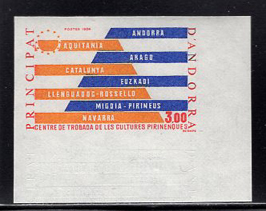 POSTES 1986
ANDORRA
AQUITANIA
ARAGO
CATALUNYA
EUZKADI
LLENGUADOC-ROSSELLO
MIGDIA-PIRINEUS
NAVARRA
3,00
PRINCIPAT
D'ANDORRA
CENTRE DE TROBADA DE LES CULTURES PIRINENQUES